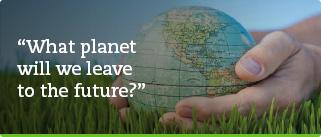 “What planet
will we leave
to the future?”